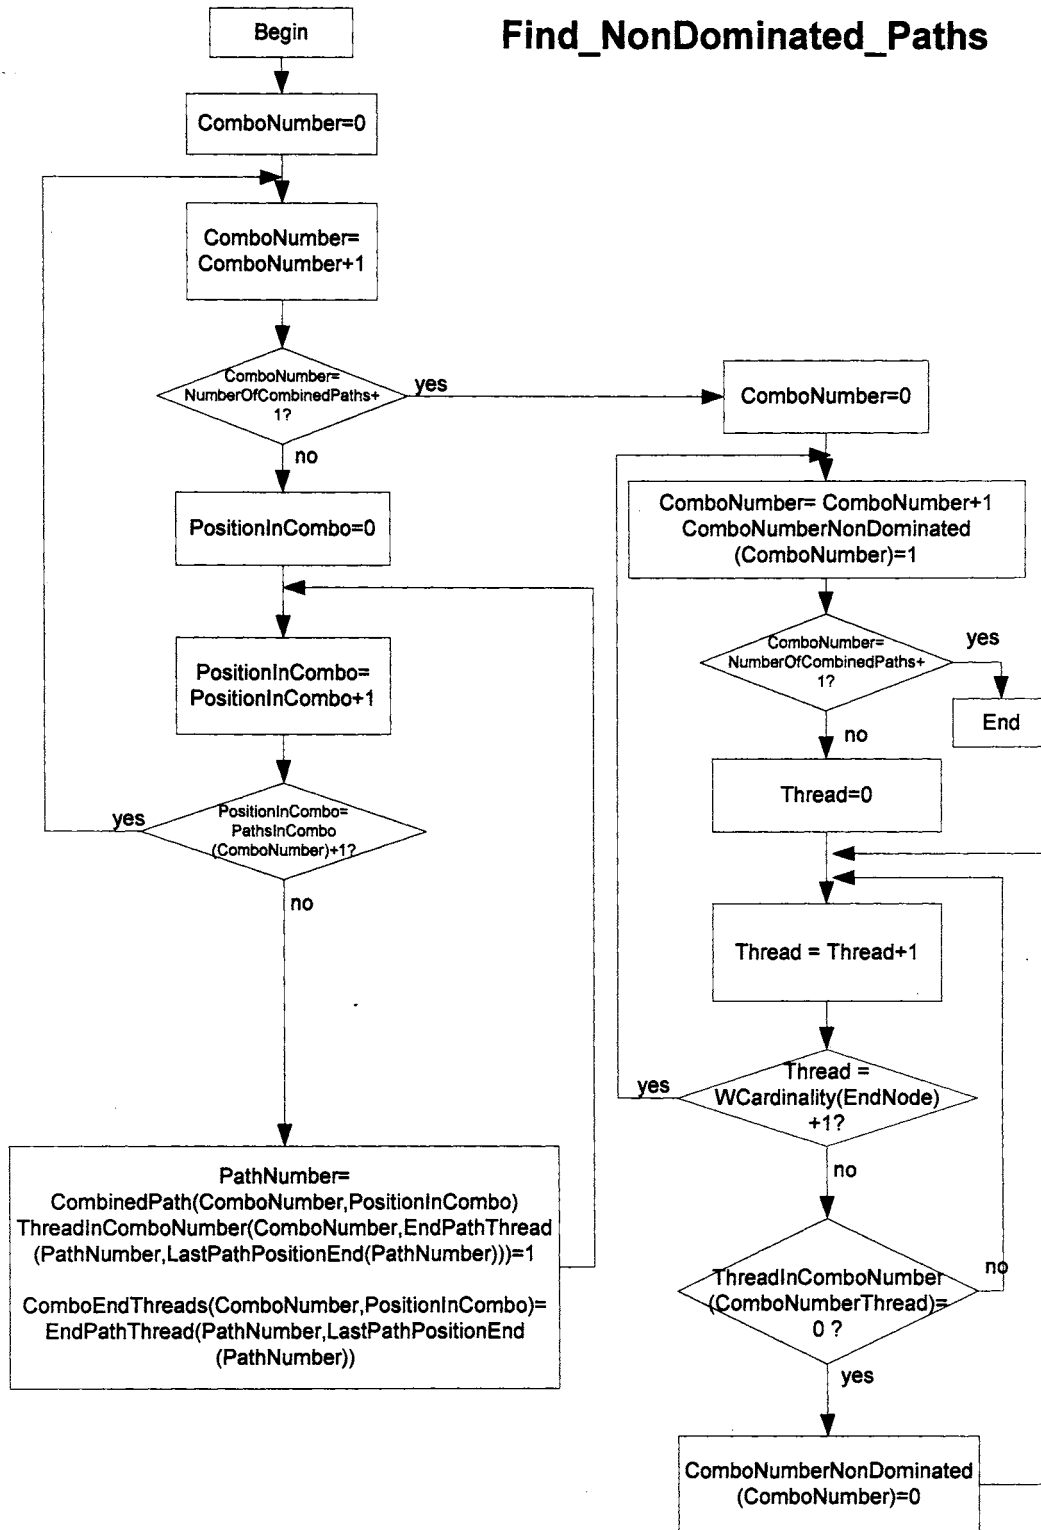 Find_NonDominated_Paths
Begin
ComboNumber=0
ComboNumber=
ComboNumber+1
ComboNumber=
NumberOfCombinedPaths+
1?
yes
no
PositionInCombo=0
PositionInCombo=
PositionInCombo+1
PositionInCombo=
PathsInCombo
(ComboNumber)+1?
yes
no
PathNumber=
CombinedPath(ComboNumber,PositionInCombo)
ThreadInComboNumber(ComboNumber,EndPathThread
(PathNumber,LastPathPositionEnd(PathNumber)))=1
ComboEndThreads(ComboNumber,PositionInCombo)=
EndPathThread(PathNumber,LastPathPositionEnd
(PathNumber))
ComboNumber=0
ComboNumber= ComboNumber+1
ComboNumberNonDominated
(ComboNumber)=1
ComboNumber=
NumberOfCombinedPaths+
1?
yes
End
no
Thread=0
Thread = Thread+1
Thread =
WCardinality(EndNode)
+1?
yes
no
ThreadInComboNumber
(ComboNumberThread)=
0 ?
no
yes
ComboNumberNonDominated
(ComboNumber)=0